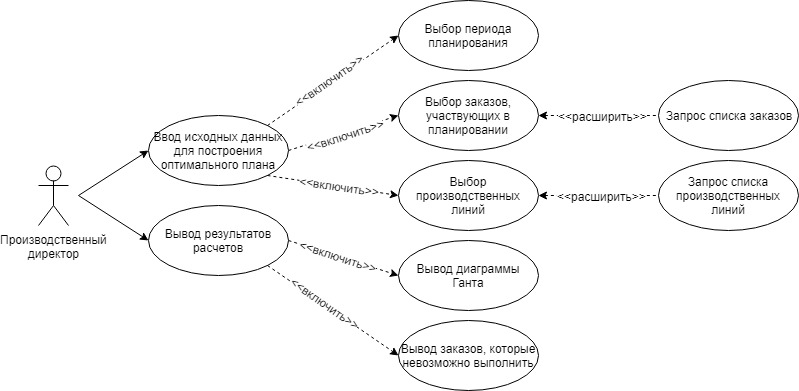 Выбор периода
планирования
<<включить>>
Ввод исходных данных
для построения
оптимального плана
<<включить>>
Выбор заказов,
участвующих в
планировании
<<расширить>>
Запрос списка заказов
<<включить>>
Выбор
производственных
линий
<<расширить>>
Запрос списка
производственных
линий
Производственный
директор
Вывод результатов
расчетов
<<включить>>
Вывод диаграммы
Ганта
<<включить>>
Вывод заказов, которые
невозможно выполнить